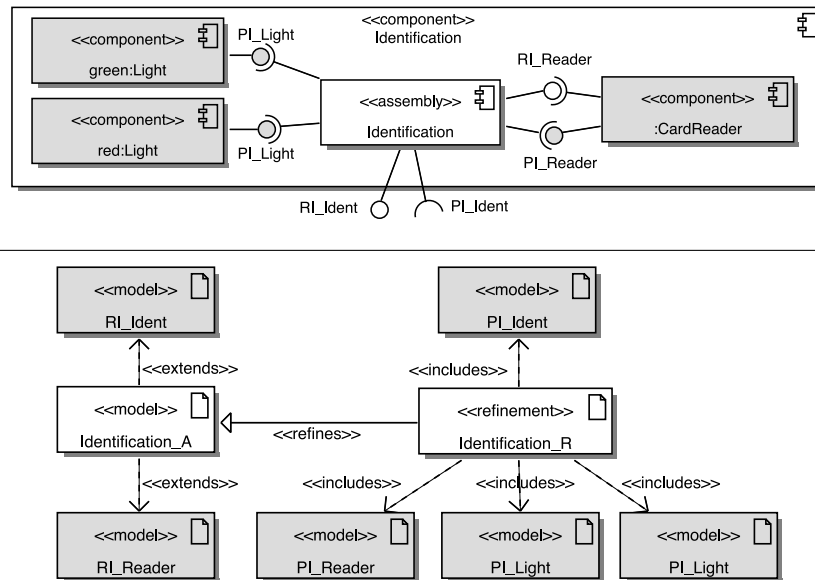 <<component>>
Identification
<<component>>
green:Light
PI_Light
<<component>>
red:Light
PI_Light
<<assembly>>
Identification
RI_Reader
PI_Reader
<<component>>
:CardReader
RI_Ident
PI_Ident
<<model>>
RI_Ident
<<model>>
PI_Ident
<<extends>>
<<includes>>
<<model>>
Identification_A
<<refines>>
<<refinement>>
Identification_R
<<extends>>
<<includes>>
<<includes>>
<<includes>>
<<model>>
RI_Reader
<<model>>
PI_Reader
<<model>>
PI_Light
<<model>>
PI_Light